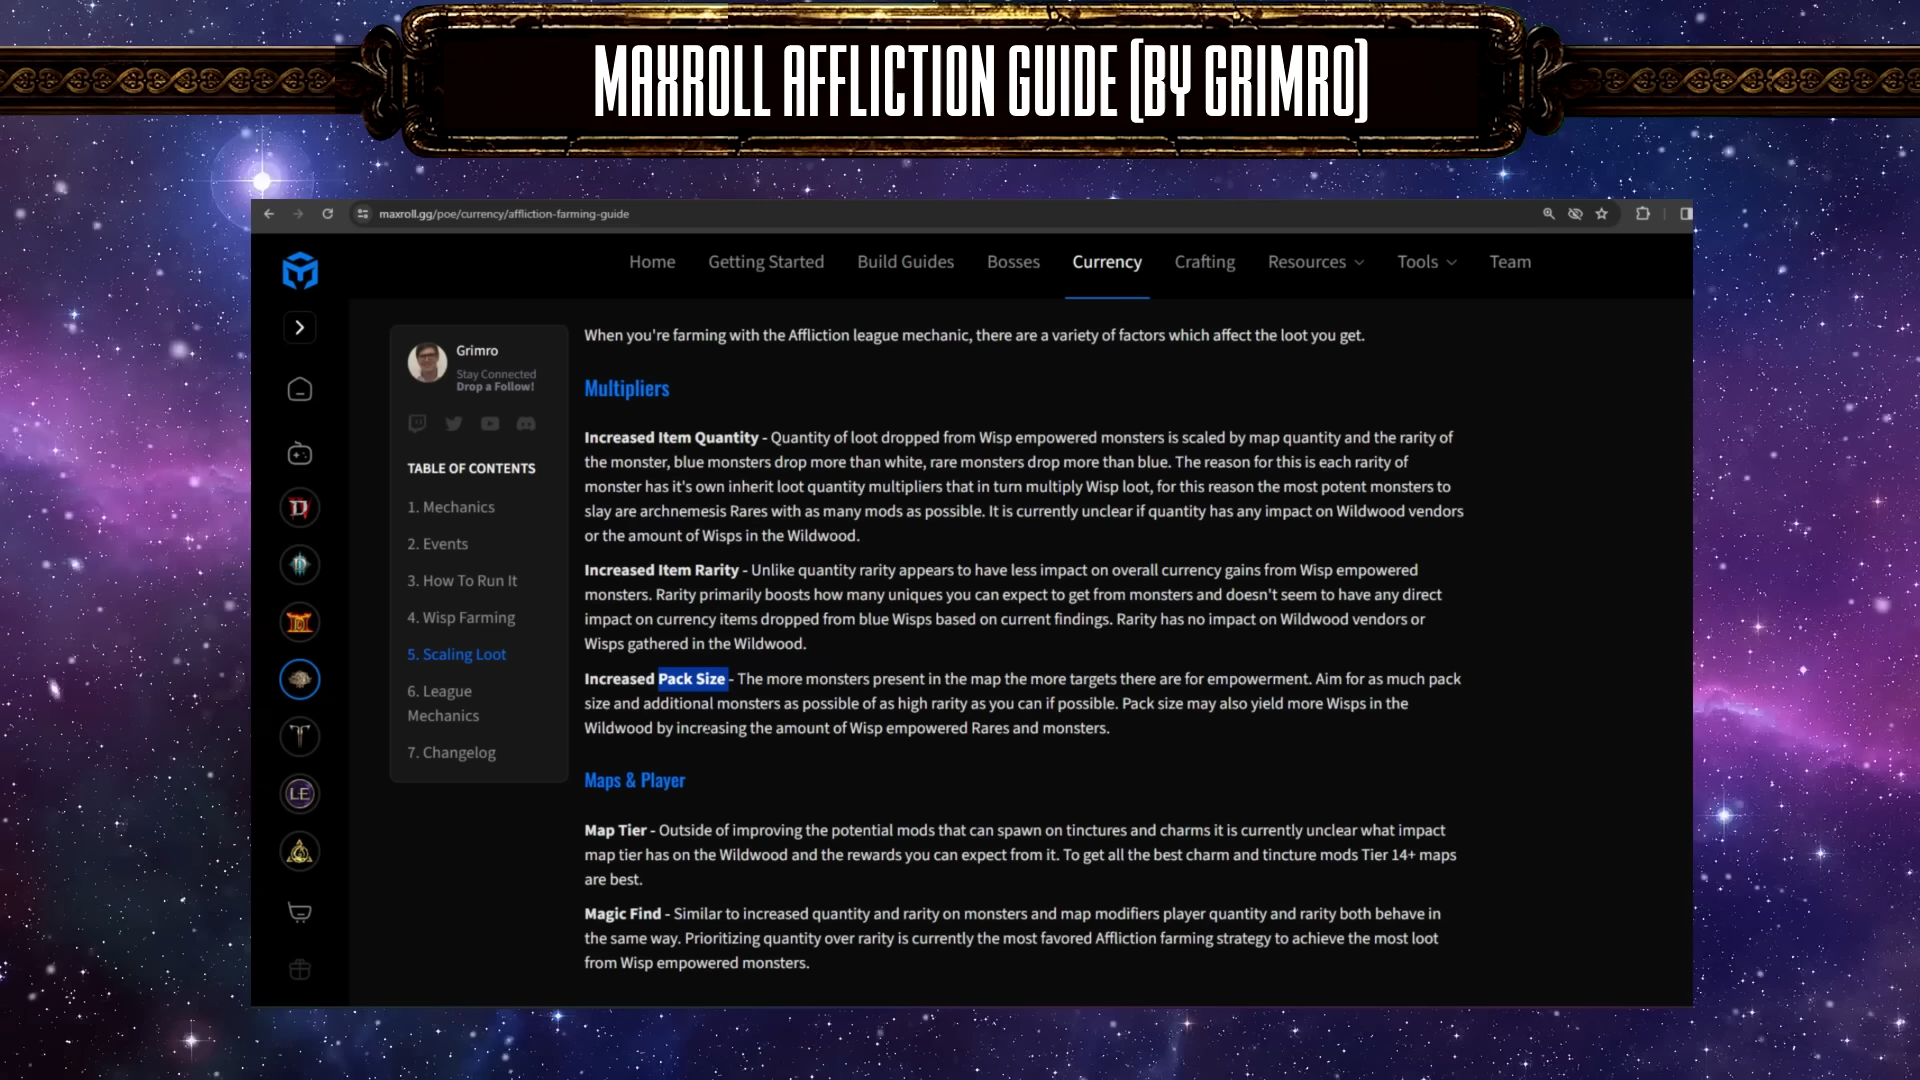 MAXROLL AFFLICTION GUIDE (BY GRIMRO)
maxroll.gg/poe/currency/affliction-farming-guide
Home Getting Started Build Guides Bosses Currency Crafting Resources Tools Team
Grimro
Stay Connected
Drop a Follow!
TABLE OF CONTENTS
1. Mechanics
2. Events
3. How To Run It
4. Wisp Farming
5. Scaling Loot
6. League
Mechanics
7. Changelog
LE
When you're farming with the Affliction league mechanic, there are a variety of factors which affect the loot you get.
Multipliers
Increased Item Quantity - Quantity of loot dropped from Wisp empowered monsters is scaled by map quantity and the rarity of
the monster, blue monsters drop more than white, rare monsters drop more than blue. The reason for this is each rarity of
monster has it's own inherit loot quantity multipliers that in turn multiply Wisp loot, for this reason the most potent monsters to
slay are archnemesis Rares with as many mods as possible. It is currently unclear if quantity has any impact on Wildwood vendors
or the amount of Wisps in the Wildwood.
Increased Item Rarity - Unlike quantity rarity appears to have less impact on overall currency gains from Wisp empowered
monsters. Rarity primarily boosts how many uniques you can expect to get from monsters and doesn't seem to have any direct
impact on currency items dropped from blue Wisps based on current findings. Rarity has no impact on Wildwood vendors or
Wisps gathered in the Wildwood.
Increased Pack Size - The more monsters present in the map the more targets there are for empowerment. Aim for as much pack
size and additional monsters as possible of as high rarity as you can if possible. Pack size may also yield more Wisps in the
Wildwood by increasing the amount of Wisp empowered Rares and monsters.
Maps & Player
Map Tier - Outside of improving the potential mods that can spawn on tinctures and charms it is currently unclear what impact
map tier has on the Wildwood and the rewards you can expect from it. To get all the best charm and tincture mods Tier 14+ maps
are best.
Magic Find - Similar to increased quantity and rarity on monsters and map modifiers player quantity and rarity both behave in
the same way. Prioritizing quantity over rarity is currently the most favored Affliction farming strategy to achieve the most loot
from Wisp empowered monsters.